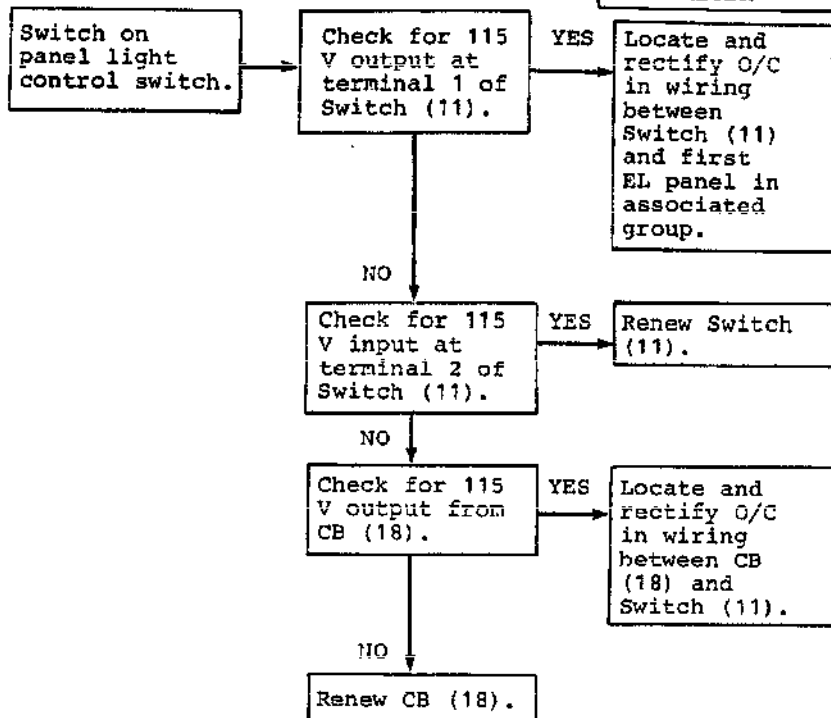 Switch on
panel light
control switch.
Check for 115
V output at
terminal 1 of
Switch (11).
YES
Locate and
rectify O/C
in wiring
between
Switch (11)
and first
EL panel in
associated
group.
NO
Check for 115
V input at
terminal 2 of
Switch (11).
YES
Renew Switch
(11).
NO
Check for 115
V output from
CB (18).
YES
Locate and
rectify O/C
in wiring
between CB
(18) and
Switch (11).
NO
Renew CB (18).